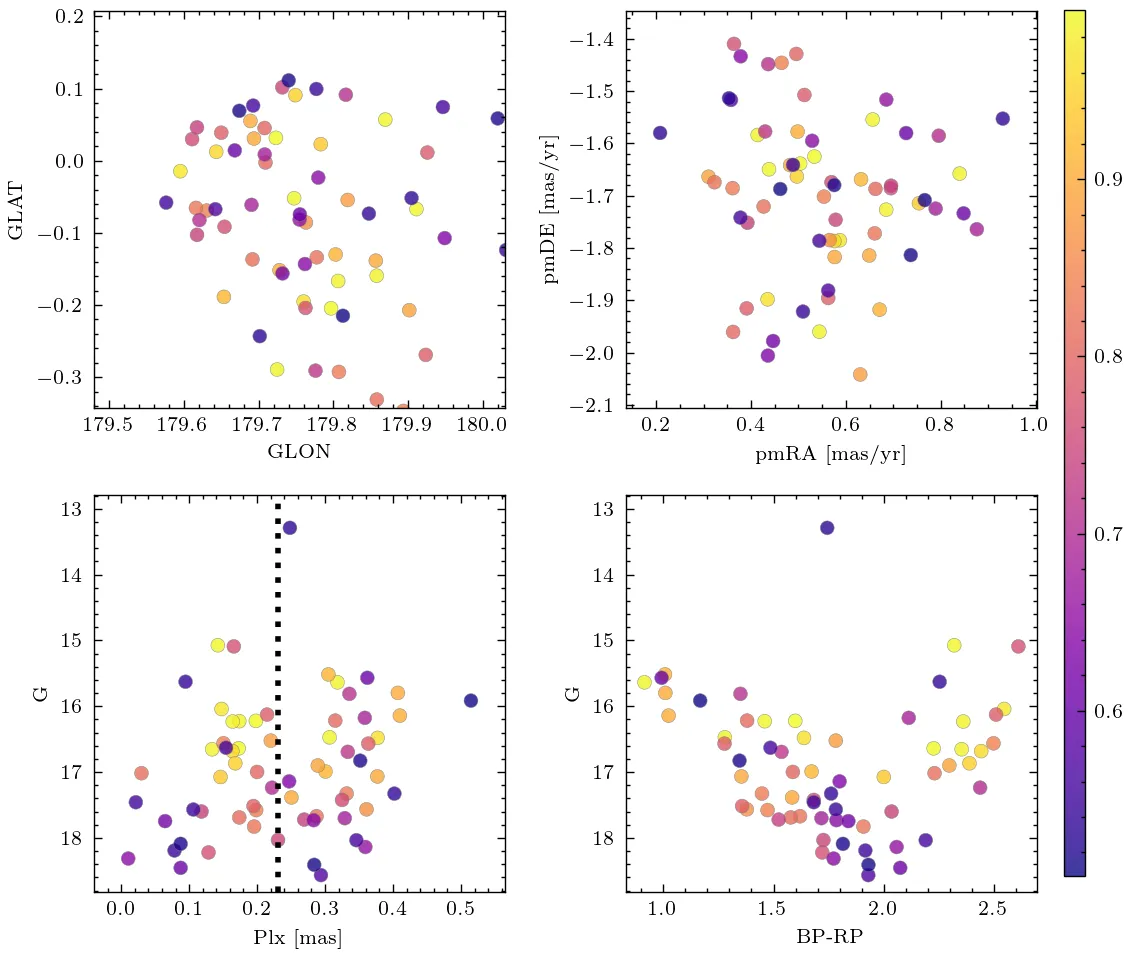 0.2
0.1
0.0
−0.1
−0.2
−0.3
GLAT
179.5 179.6 179.7 179.8 179.9 180.0
GLON
−1.4
−1.5
−1.6
−1.7
−1.8
−1.9
−2.0
−2.1
pmDE [mas/yr]
0.2 0.4 0.6 0.8 1.0
pmRA [mas/yr]
0.9
0.8
0.7
0.6
13
14
15
16
17
18
G
0.0 0.1 0.2 0.3 0.4 0.5
Plx [mas]
13
14
15
16
17
18
G
1.0 1.5 2.0 2.5
BP-RP